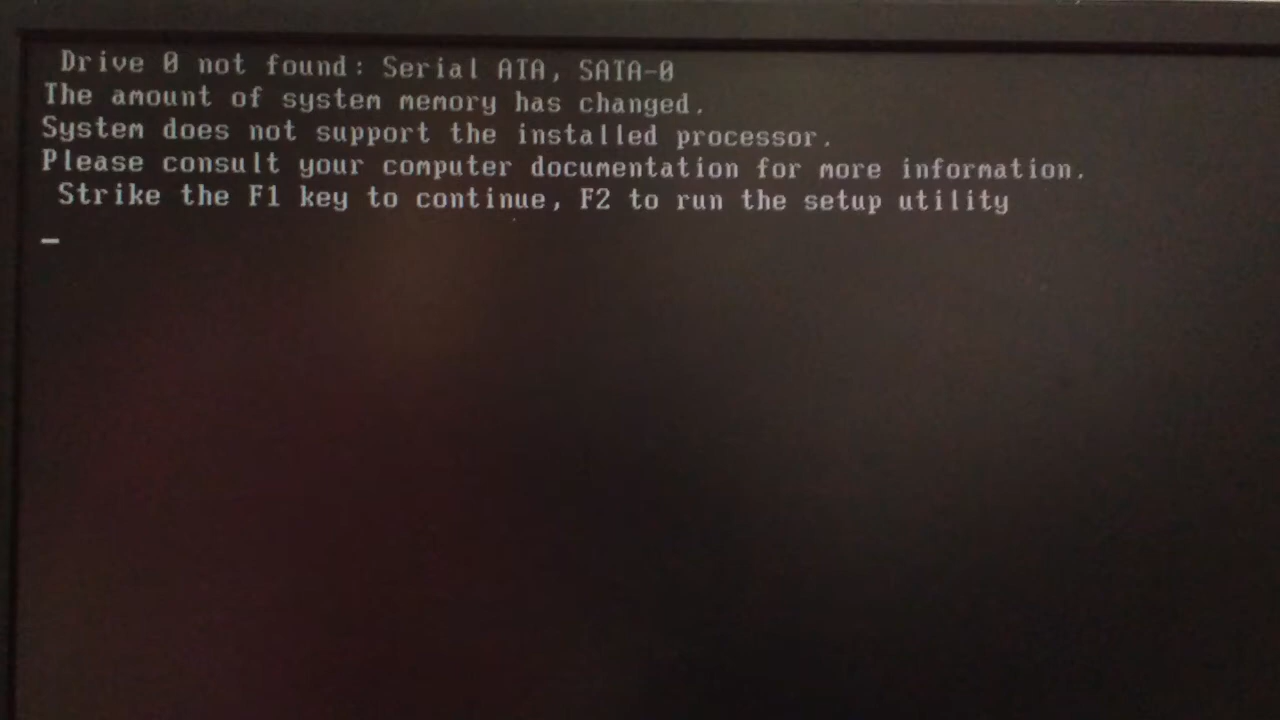 Drive 0 not found: Serial ATA, SATA-0
The amount of system memory has changed.
System does not support the installed processor.
Please consult your computer documentation for more information.
Strike the F1 key to continue, F2 to run the setup utility
_